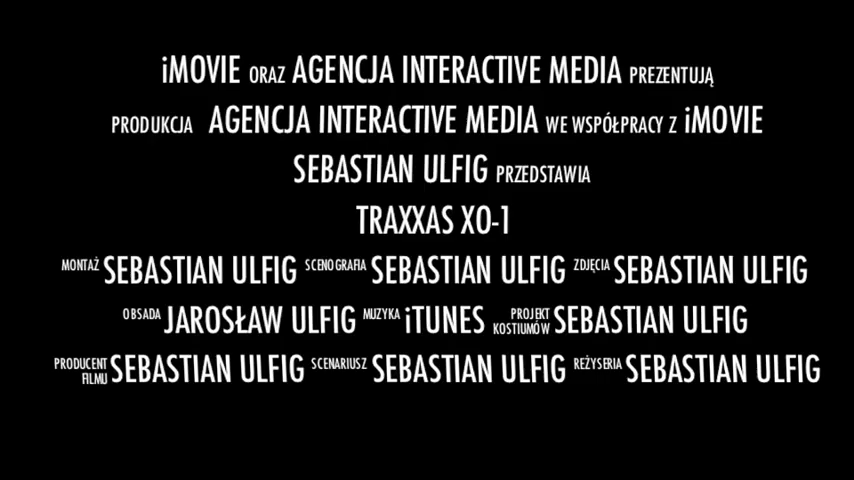 iMOVIE ORAZ AGENCJA INTERACTIVE MEDIA PREZENTUJĄ
PRODUKCJA AGENCJA INTERACTIVE MEDIA WE WSPÓŁPRACY Z iMOVIE
SEBASTIAN ULFIG PRZEDSTAWIA
TRAXXAS XO-1
MONTAŻ SEBASTIAN ULFIG SCENOGRAFIA SEBASTIAN ULFIG ZDJĘCIA SEBASTIAN ULFIG
OBSADA JAROSŁAW ULFIG MUZYKA iTUNES PROJEKT KOSTIUMÓW SEBASTIAN ULFIG
PRODUCENT FILMU SEBASTIAN ULFIG SCENARIUSZ SEBASTIAN ULFIG REŻYSERIA SEBASTIAN ULFIG